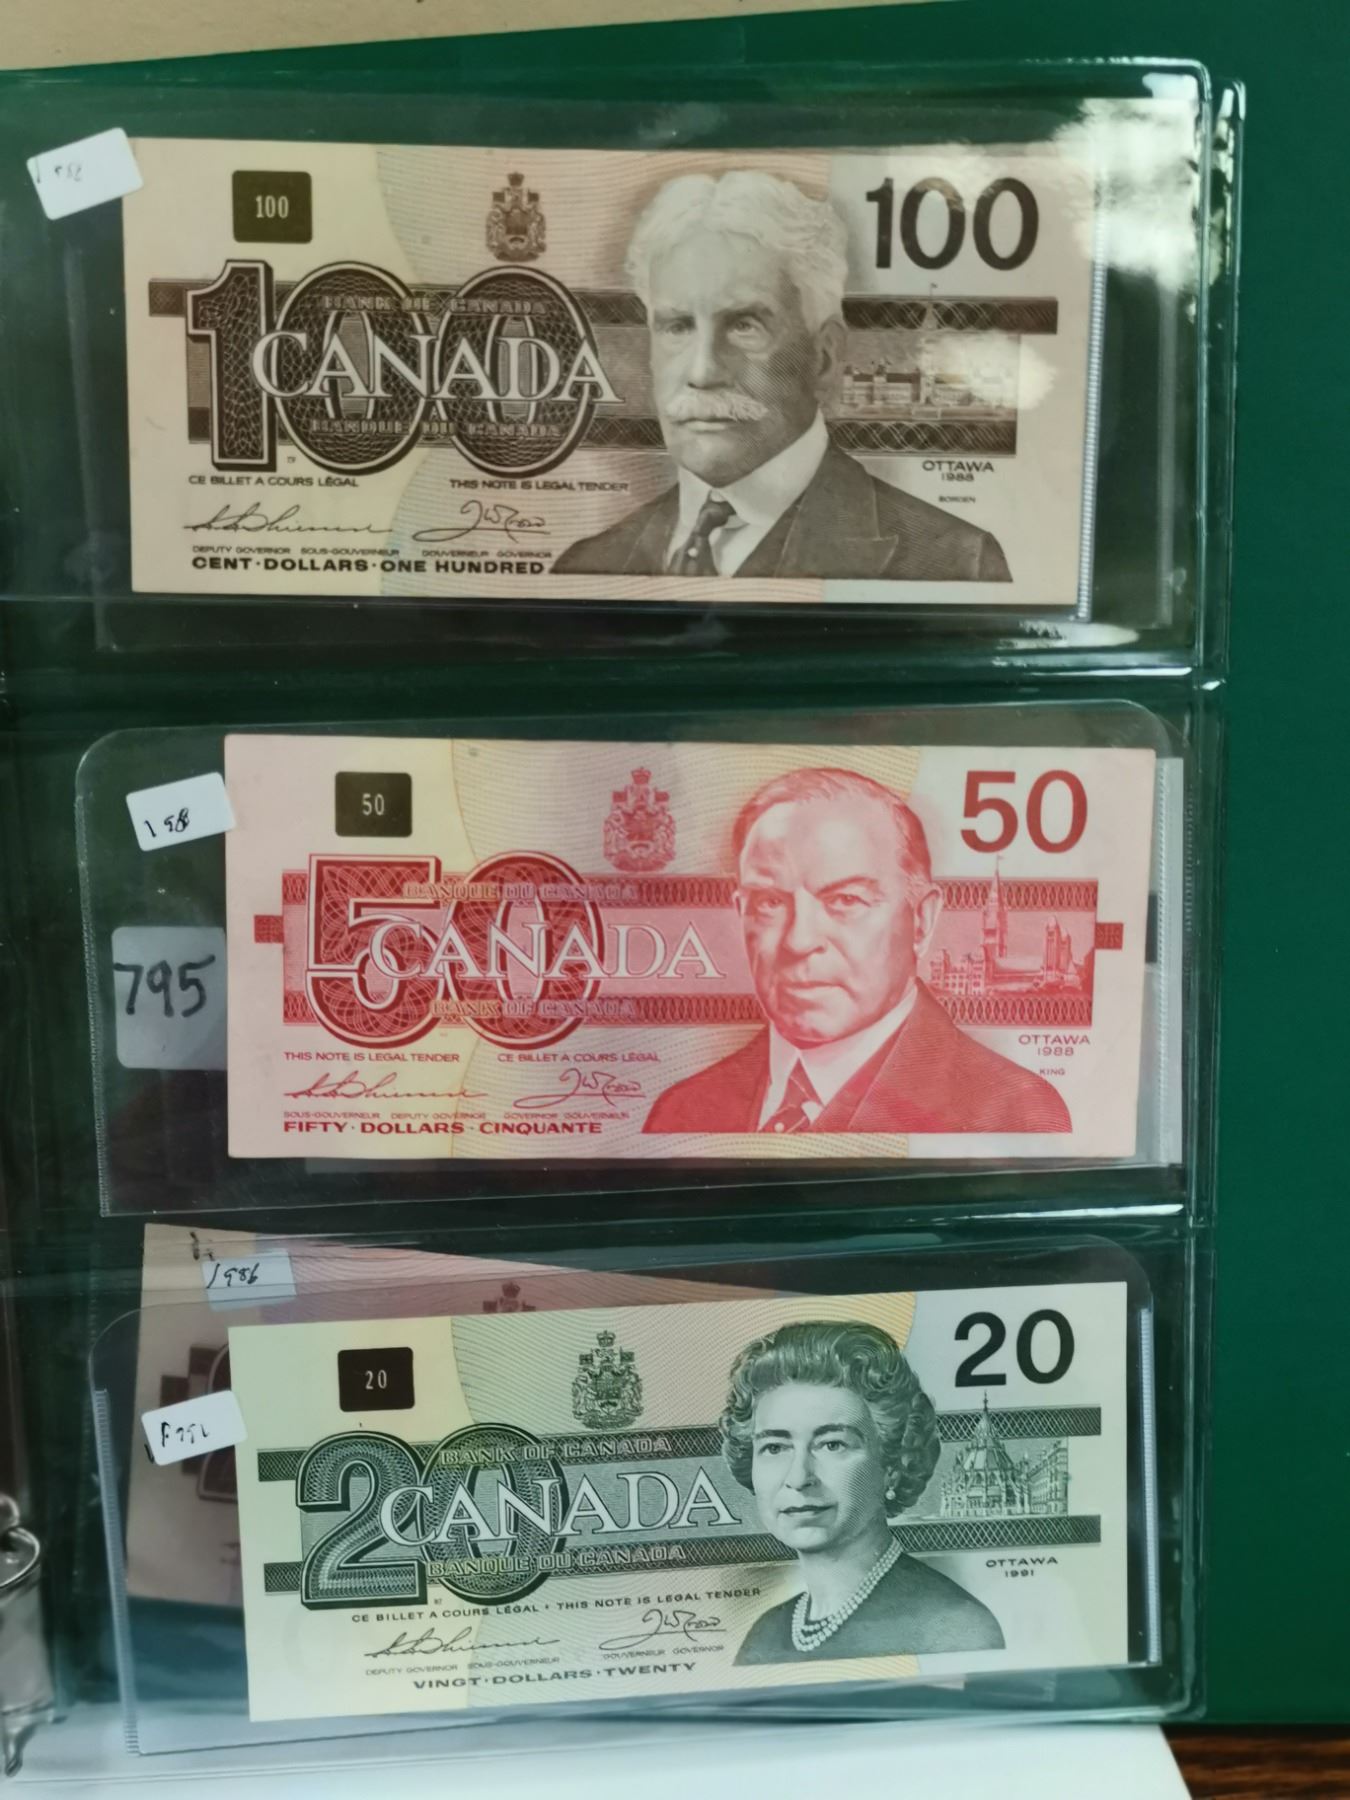 100
100
100
BANK OF CANADA
CANADA
BANQUE DU CANADA
OTTAWA
1988
BORDEN
CE BILLET A COURS LÉGAL
THIS NOTE IS LEGAL TENDER
DEPUTY GOVERNOR SOUS-GOUVERNEUR
GOUVERNEUR GOVERNOR
CENT·DOLLARS·ONE HUNDRED
198
50
50
50
BANQUE DU CANADA
CANADA
BANK OF CANADA
795
OTTAWA
1988
KING
THIS NOTE IS LEGAL TENDER
CE BILLET A COURS LÉGAL
SOUS-GOUVERNEUR DEPUTY GOVERNOR
GOVERNOR GOUVERNEUR
FIFTY·DOLLARS·CINQUANTE
1986
20
20
20
BANK OF CANADA
CANADA
BANQUE DU CANADA
OTTAWA
1991
CE BILLET A COURS LÉGAL • THIS NOTE IS LEGAL TENDER
DEPUTY GOVERNOR SOUS-GOUVERNEUR
GOUVERNEUR GOVERNOR
VINGT·DOLLARS·TWENTY